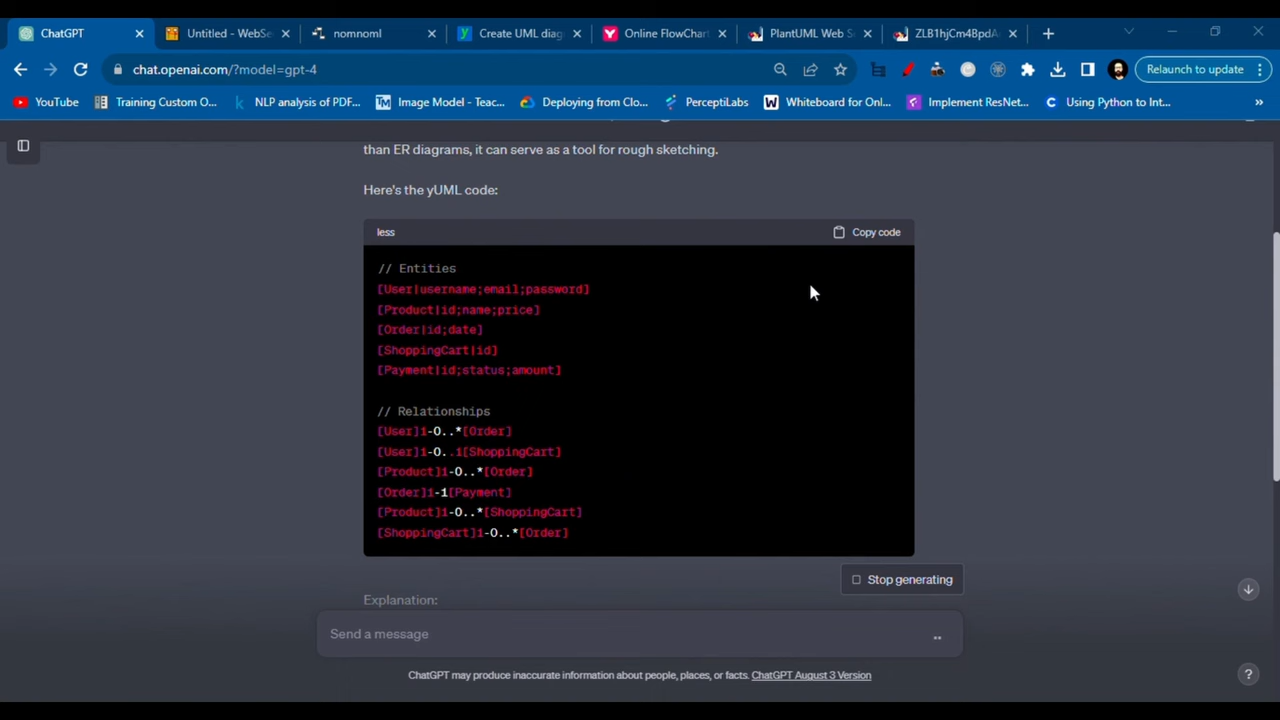 ChatGPT
Untitled - WebSe
nomnoml
Create UML diag
Online FlowChar
PlantUML Web S
ZLB1hjCm4BpdA
chat.openai.com/?model=gpt-4
Relaunch to update
YouTube
Training Custom O...
NLP analysis of PDF...
Image Model - Teac...
Deploying to Clo...
PerceptiLabs
Whiteboard for Onl...
Implement ResNet...
Using Python to Int...
than ER diagrams, it can serve as a tool for rough sketching.
Here's the yUML code:
less
Copy code
// Entities
[User|username;email;password]
[Product|id;name;price]
[Order|id;date]
[ShoppingCart|id]
[Payment|id;status;amount]
// Relationships
[User]1-0..*[Order]
[User]1-0..1[ShoppingCart]
[Product]1-0..*[Order]
[Order]1-1[Payment]
[Product]1-0..*[ShoppingCart]
[ShoppingCart]1-0..*[Order]
Stop generating
Explanation:
Send a message
ChatGPT may produce inaccurate information about people, places, or facts. ChatGPT August 3 Version